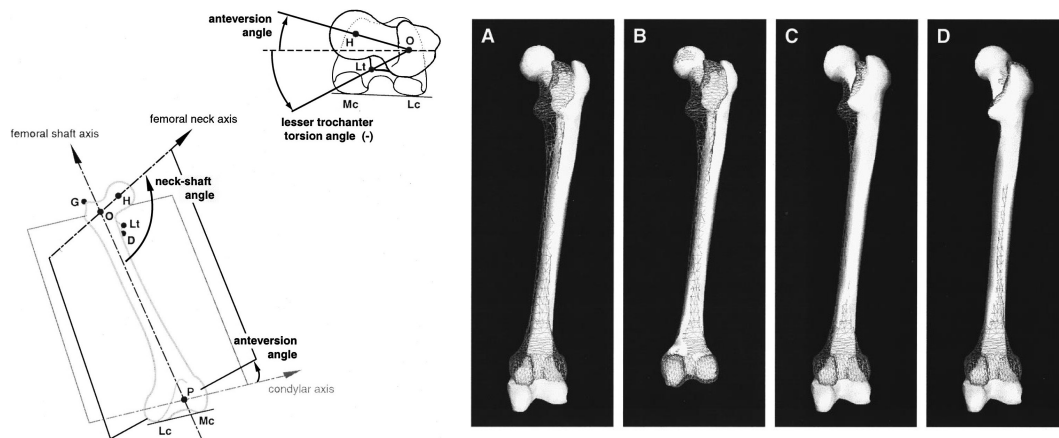 anteversion
angle
H
O
Lt
Mc
Lc
lesser trochanter
torsion angle (-)
femoral shaft axis
femoral neck axis
neck-shaft
angle
G
H
O
Lt
D
anteversion
angle
P
condylar axis
Lc
Mc
A
B
C
D